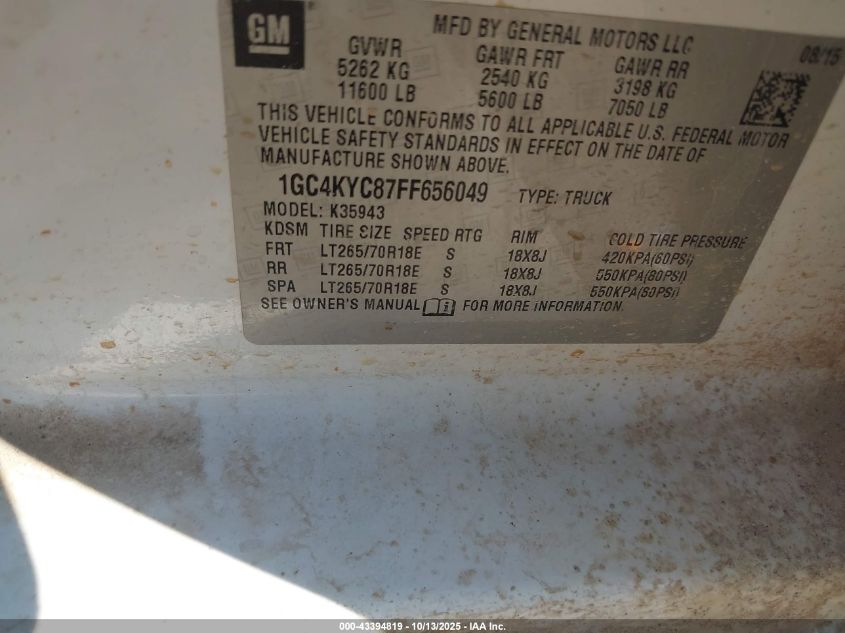 GM
MFD BY GENERAL MOTORS LLC
08/15
GVWR GAWR FRT GAWR RR
5262 KG 2540 KG 3198 KG
11600 LB 5600 LB 7050 LB
THIS VEHICLE CONFORMS TO ALL APPLICABLE U.S. FEDERAL MOTOR
VEHICLE SAFETY STANDARDS IN EFFECT ON THE DATE OF
MANUFACTURE SHOWN ABOVE.
1GC4KYC87FF656049 TYPE: TRUCK
MODEL: K35943
KDSM TIRE SIZE SPEED RTG RIM COLD TIRE PRESSURE
FRT LT265/70R18E S 18X8J 420KPA(60PSI)
RR LT265/70R18E S 18X8J 550KPA(80PSI)
SPA LT265/70R18E S 18X8J 550KPA(80PSI)
SEE OWNER'S MANUAL FOR MORE INFORMATION.
000-43394819 - 10/13/2025 - IAA Inc.